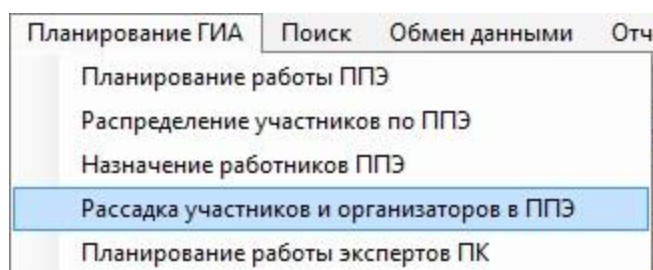 Планирование ГИА Поиск Обмен данными Отч
Планирование работы ППЭ
Распределение участников по ППЭ
Назначение работников ППЭ
Рассадка участников и организаторов в ППЭ
Планирование работы экспертов ПК